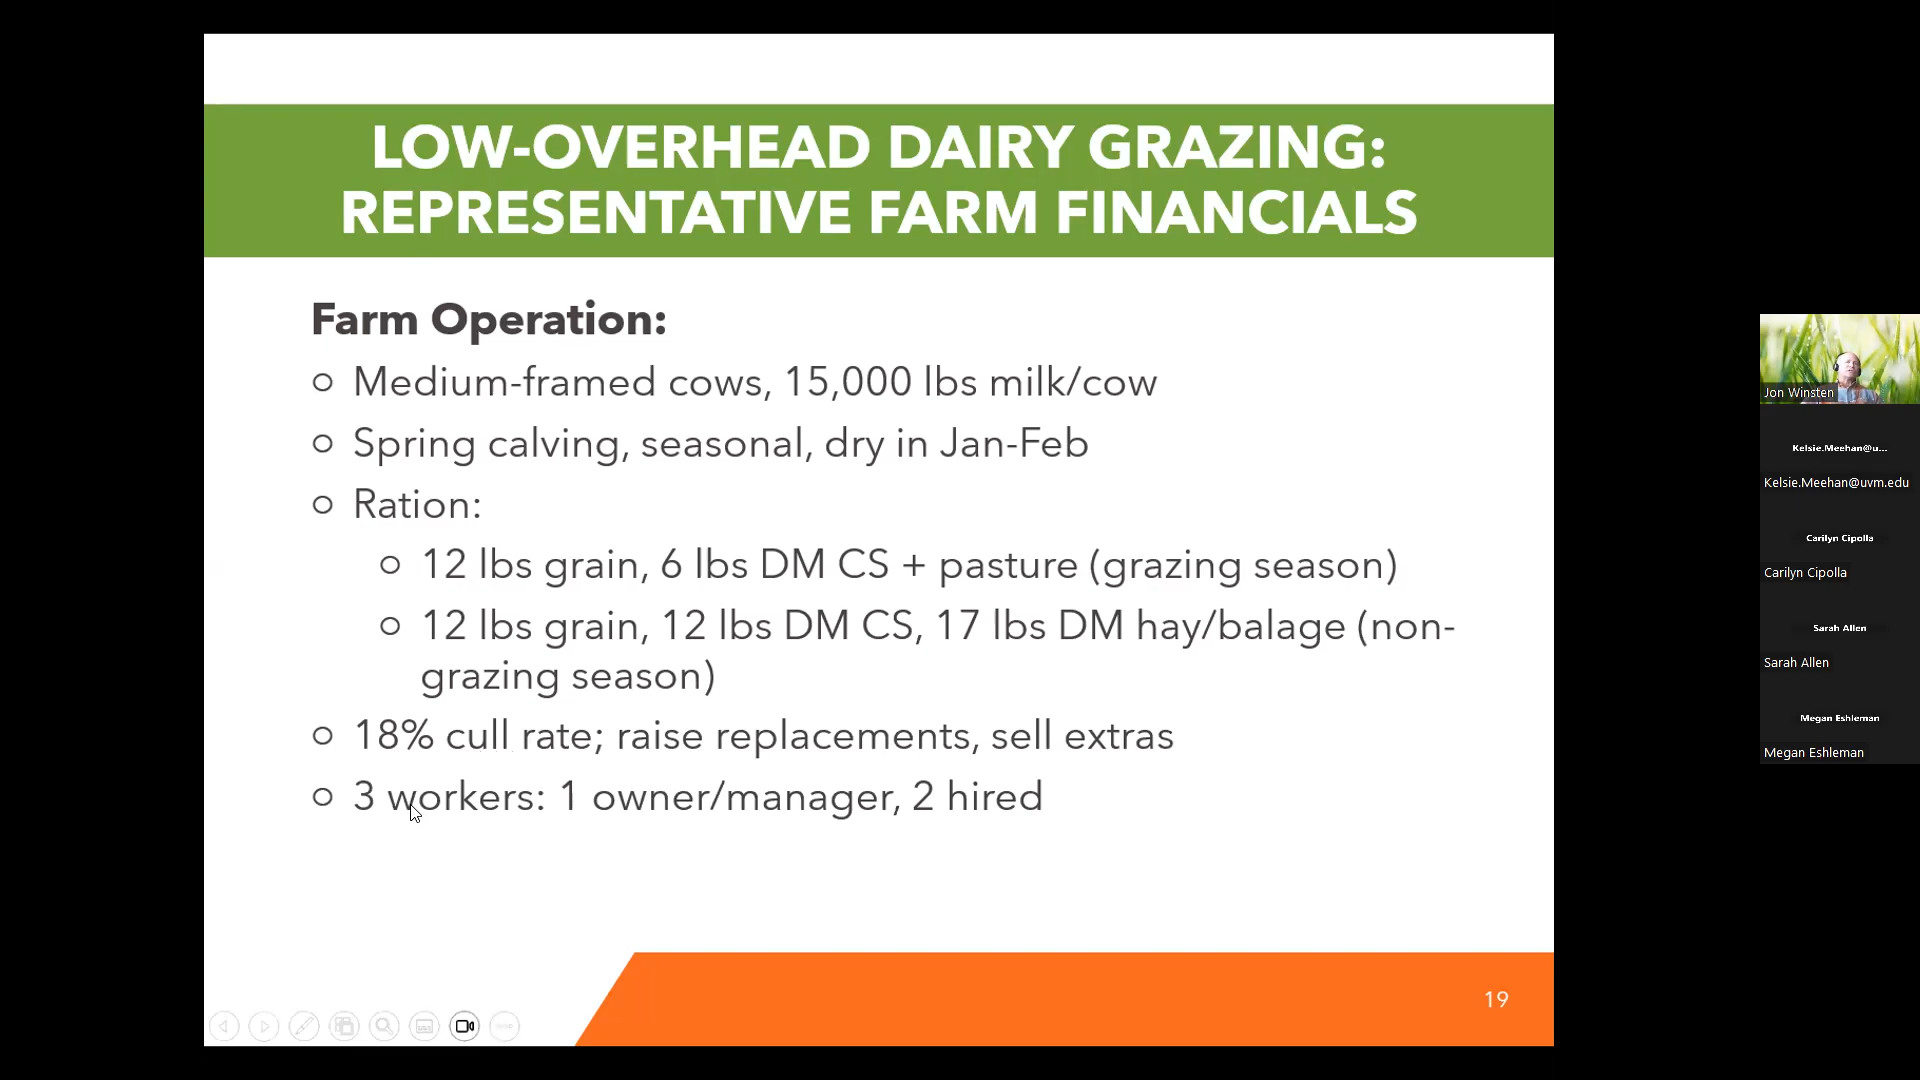 LOW-OVERHEAD DAIRY GRAZING:
REPRESENTATIVE FARM FINANCIALS
Farm Operation:
Medium-framed cows, 15,000 lbs milk/cow
Spring calving, seasonal, dry in Jan-Feb
Ration:
12 lbs grain, 6 lbs DM CS + pasture (grazing season)
12 lbs grain, 12 lbs DM CS, 17 lbs DM hay/balage (non-
grazing season)
18% cull rate; raise replacements, sell extras
3 workers: 1 owner/manager, 2 hired
19
Jon Winsten
Kelsie.Meehan@u...
Kelsie.Meehan@uvm.edu
Carilyn Cipolla
Carilyn Cipolla
Sarah Allen
Sarah Allen
Megan Eshleman
Megan Eshleman